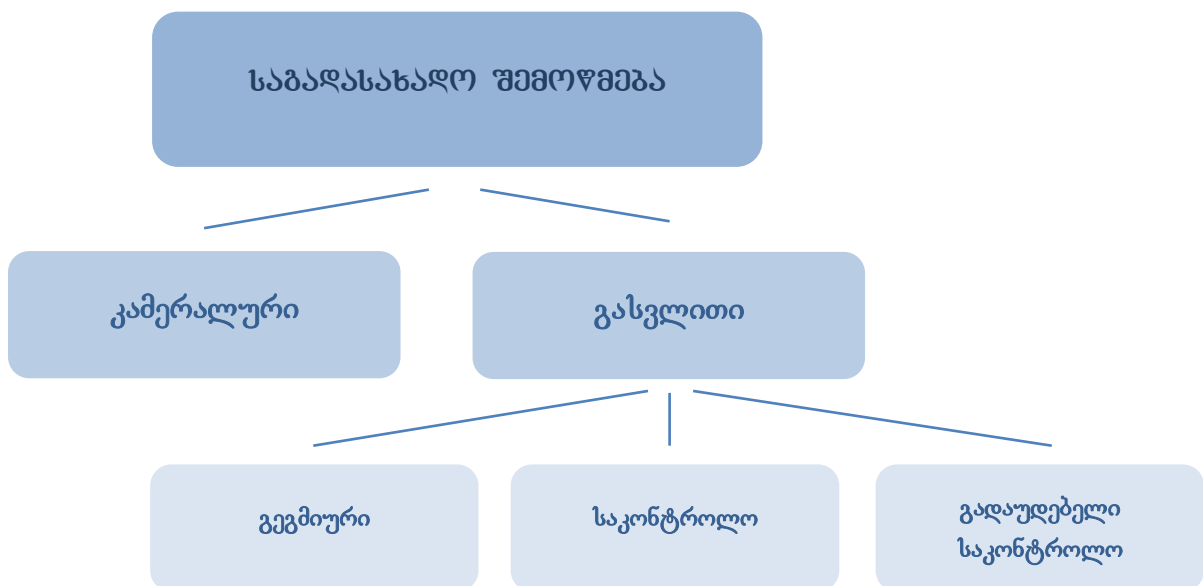 საგადასახადო შემოწმება
კამერალური
გასვლითი
გეგმიური
საკონტროლო
გადაუდებელი
საკონტროლო